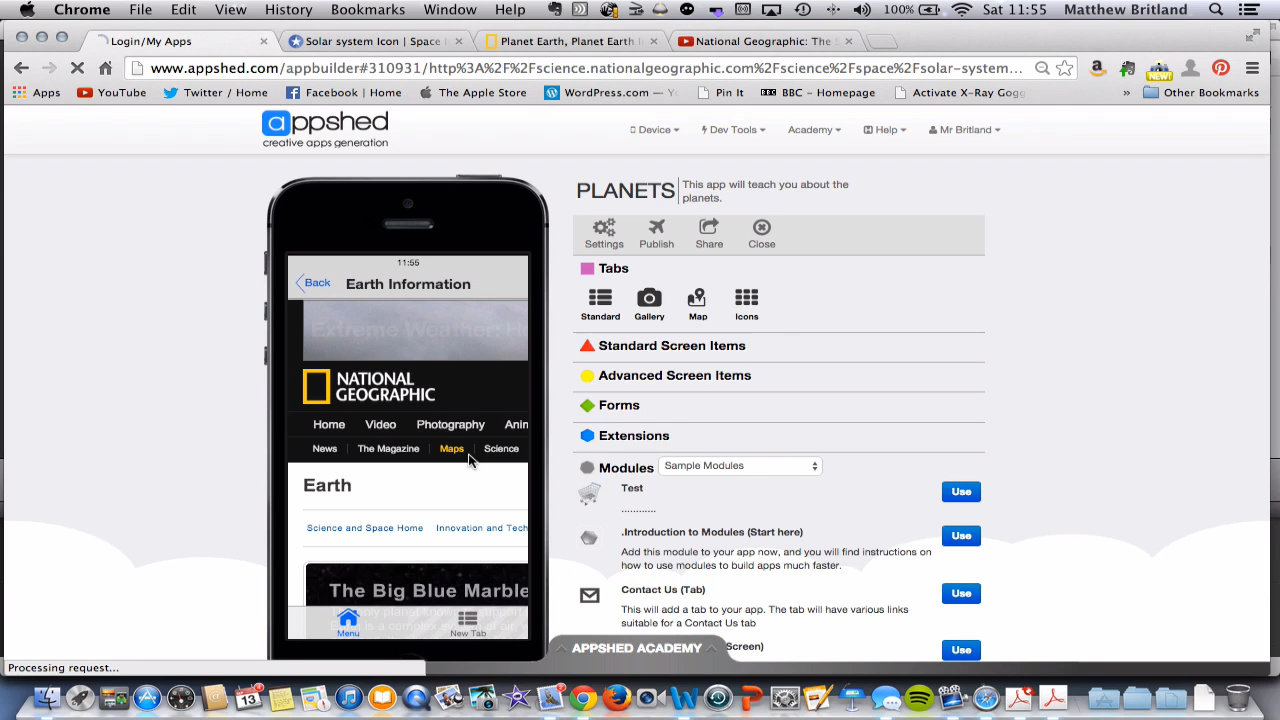 Chrome File Edit View History Bookmarks Window Help 100% Sat 11:55 Matthew Britland
Login/My Apps Solar system Icon | Space Planet Earth, Planet Earth National Geographic: The
www.appshed.com/appbuilder#310931/http%3A%2F%2Fscience.nationalgeographic.com%2Fscience%2Fspace%2Fsolar-system...
Apps YouTube Twitter / Home Facebook | Home The Apple Store WordPress.com — Pin It BBC - Homepage Activate X-Ray Gogg » Other Bookmarks
NEW!
appshed
creative apps generation
Device Dev Tools Academy Help Mr Britland
PLANETS This app will teach you about the
planets.
Settings Publish Share Close
Tabs
Standard Gallery Map Icons
Standard Screen Items
Advanced Screen Items
Forms
Extensions
Modules Sample Modules
Test Use
............
.Introduction to Modules (Start here) Use
Add this module to your app now, and you will find instructions on
how to use modules to build apps much faster.
Contact Us (Tab) Use
This will add a tab to your app. The tab will have various links
suitable for a Contact Us tab
Screen) Use
APPSHED ACADEMY
11:55
Back Earth Information
Extreme Weather:
NATIONAL
GEOGRAPHIC
Home Video Photography Anim
News The Magazine Maps Science
Earth
Science and Space Home Innovation and Tech
The Big Blue Marble
Menu New Tab
Processing request...
13